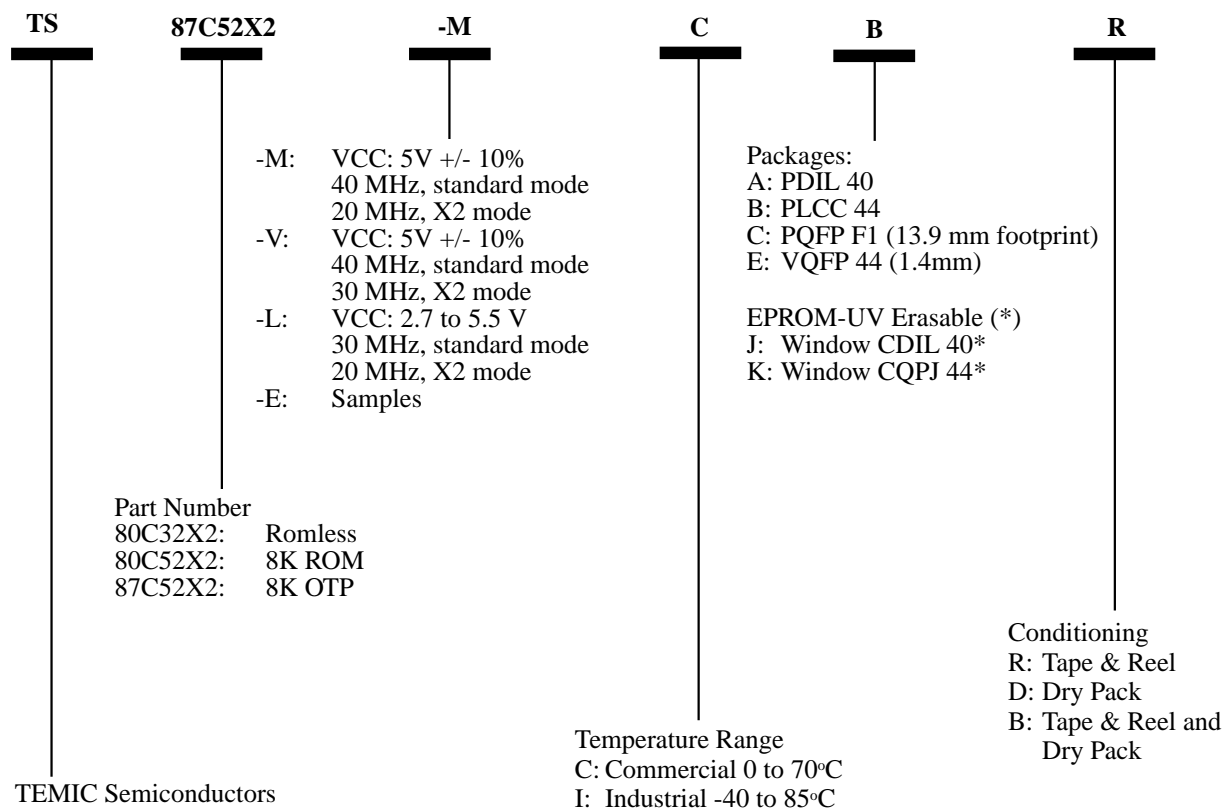 TS 87C52X2 -M C B R
-M: VCC: 5V +/- 10%
40 MHz, standard mode
20 MHz, X2 mode
-V: VCC: 5V +/- 10%
40 MHz, standard mode
30 MHz, X2 mode
-L: VCC: 2.7 to 5.5 V
30 MHz, standard mode
20 MHz, X2 mode
-E: Samples
Packages:
A: PDIL 40
B: PLCC 44
C: PQFP F1 (13.9 mm footprint)
E: VQFP 44 (1.4mm)
EPROM-UV Erasable (*)
J: Window CDIL 40*
K: Window CQPJ 44*
Part Number
80C32X2: Romless
80C52X2: 8K ROM
87C52X2: 8K OTP
Conditioning
R: Tape & Reel
D: Dry Pack
B: Tape & Reel and
Dry Pack
Temperature Range
C: Commercial 0 to 70°C
I: Industrial -40 to 85°C
TEMIC Semiconductors